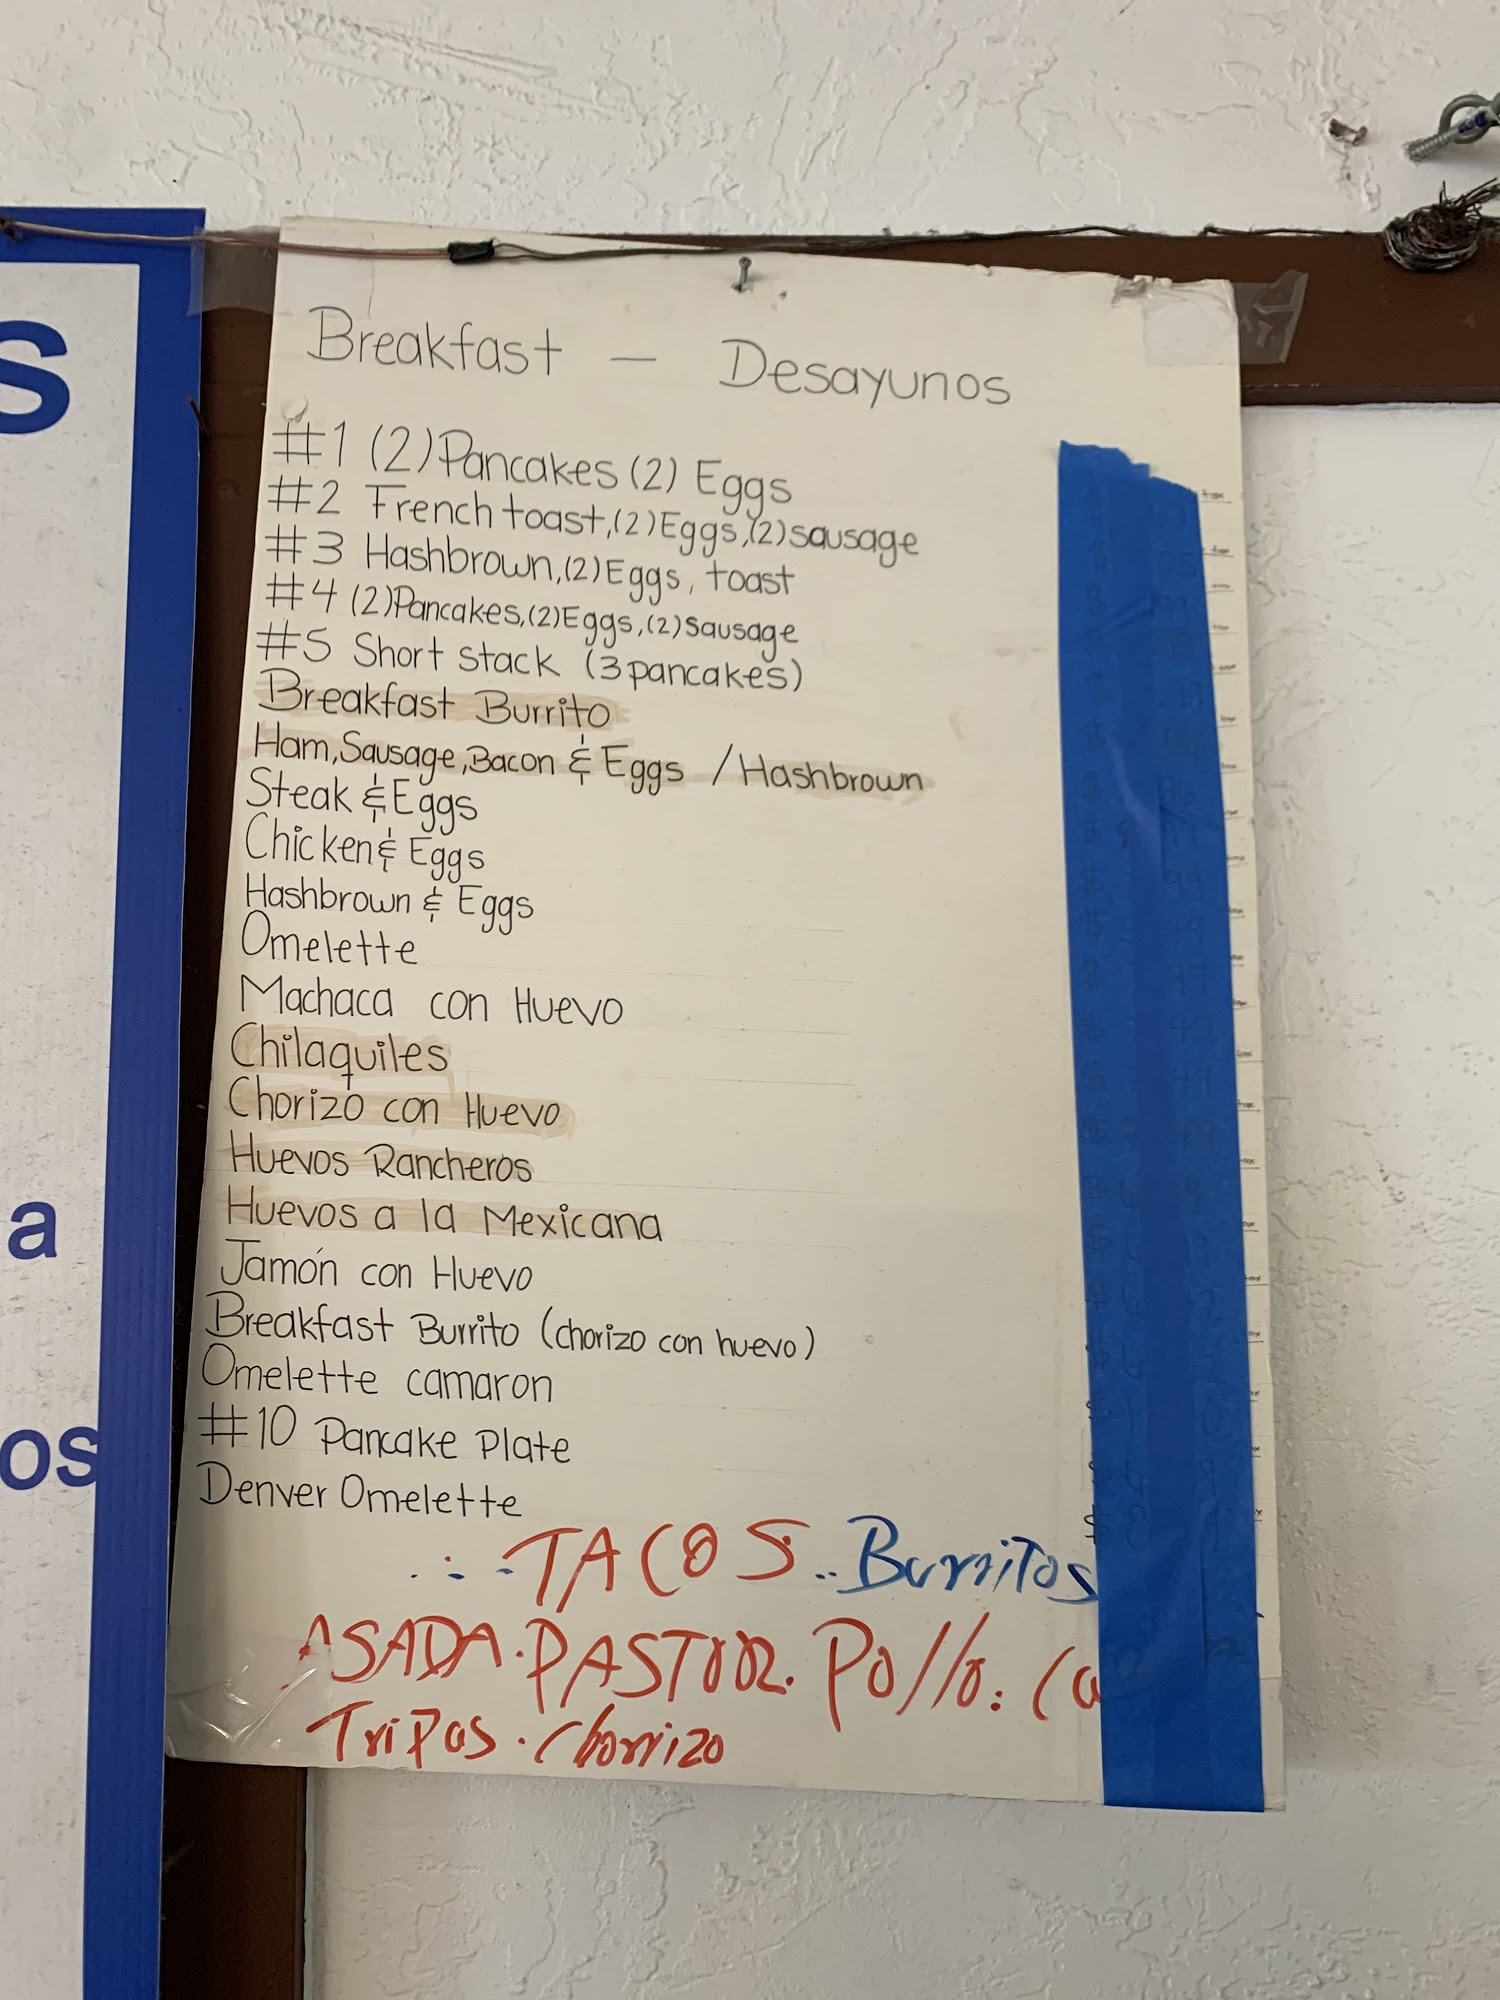 s
a
os
Breakfast — Desayunos
#1 (2) Pancakes (2) Eggs
#2 French toast, (2) Eggs, (2) sausage
#3 Hashbrown, (2) Eggs, toast
#4 (2) Pancakes, (2) Eggs, (2) Sausage
#5 Short stack (3 pancakes)
Breakfast Burrito
Ham, Sausage, Bacon & Eggs / Hashbrown
Steak & Eggs
Chicken & Eggs
Hashbrown & Eggs
Omelette
Machaca con Huevo
Chilaquiles
Chorizo con Huevo
Huevos Rancheros
Huevos a la Mexicana
Jamón con Huevo
Breakfast Burrito (chorizo con huevo)
Omelette camaron
#10 Pancake Plate
Denver Omelette
TACOS.. Burritos
ASADA. PASTOR. Pollo.
Tripas. Chorrizo